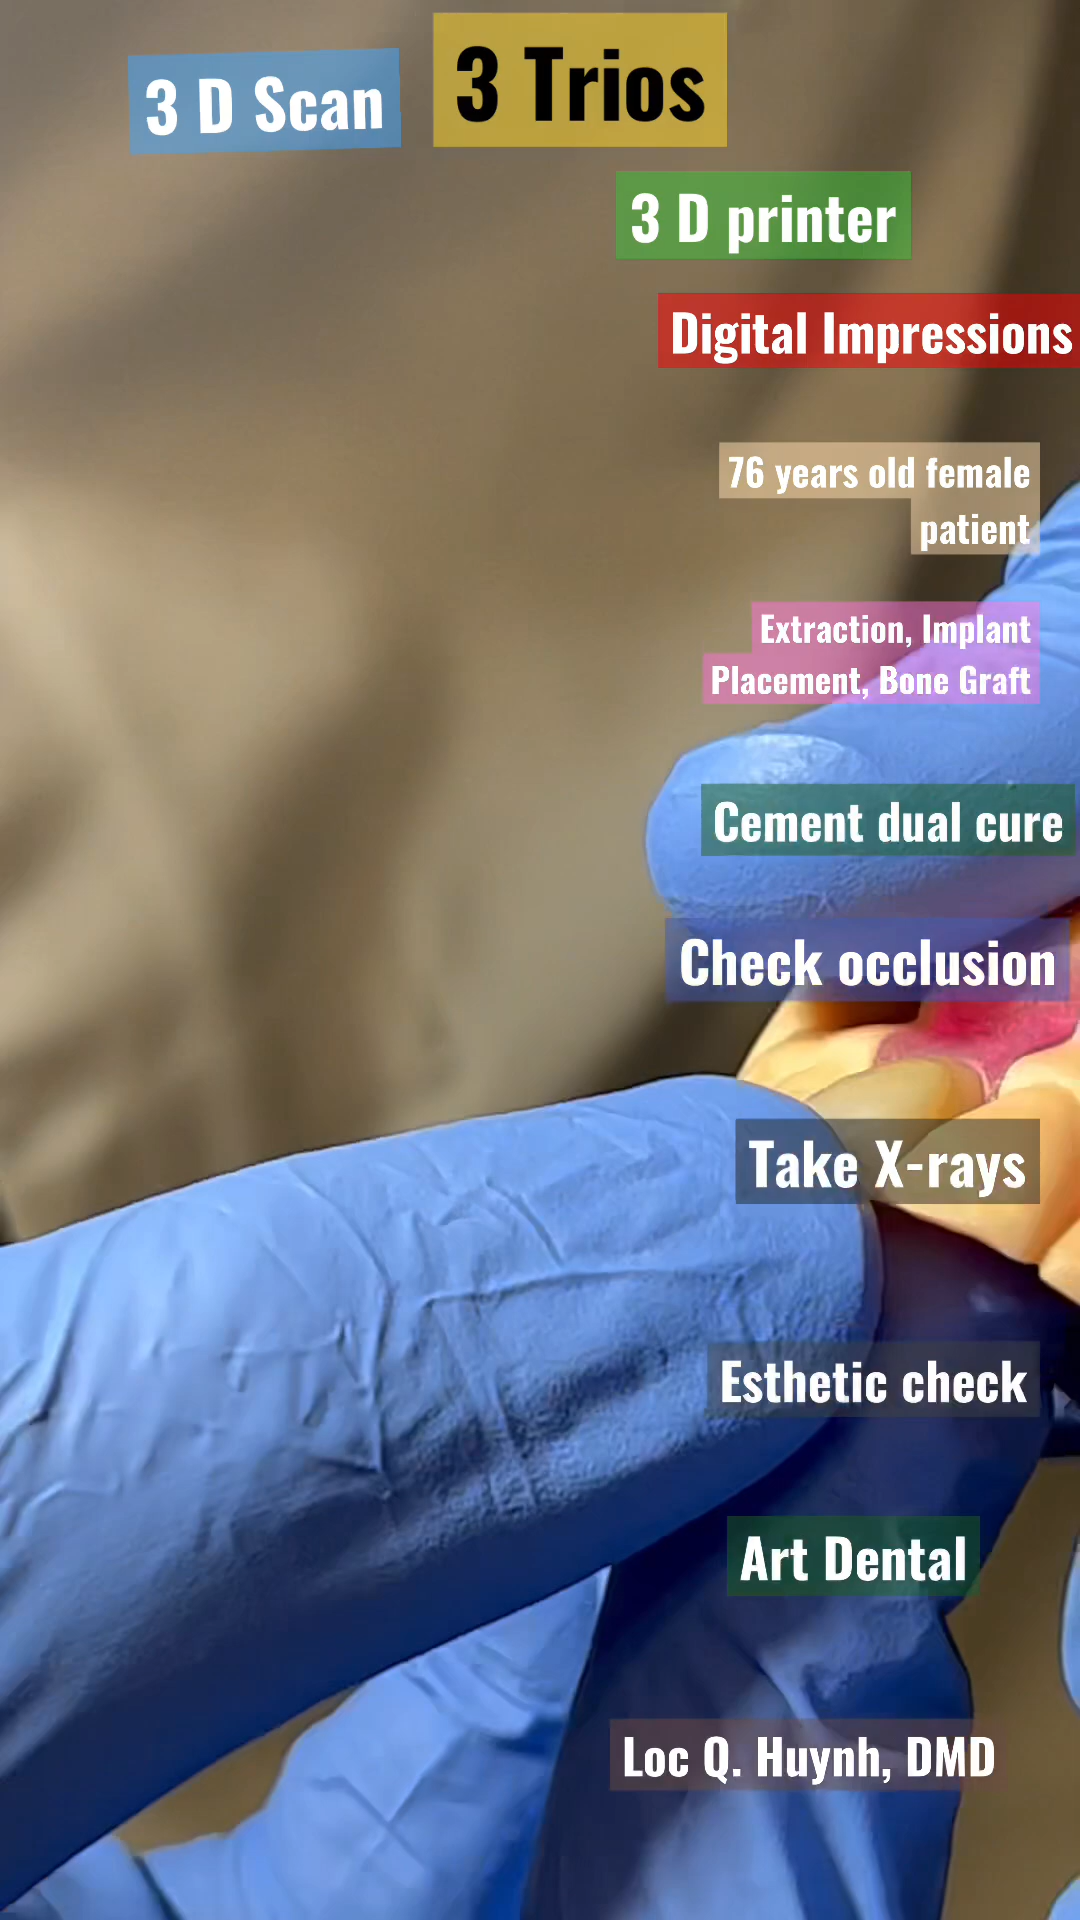 3 D Scan
3 Trios
3 D printer
Digital Impressions
76 years old female
patient
Extraction, Implant
Placement, Bone Graft
Cement dual cure
Check occlusion
Take X-rays
Esthetic check
Art Dental
Loc Q. Huynh, DMD